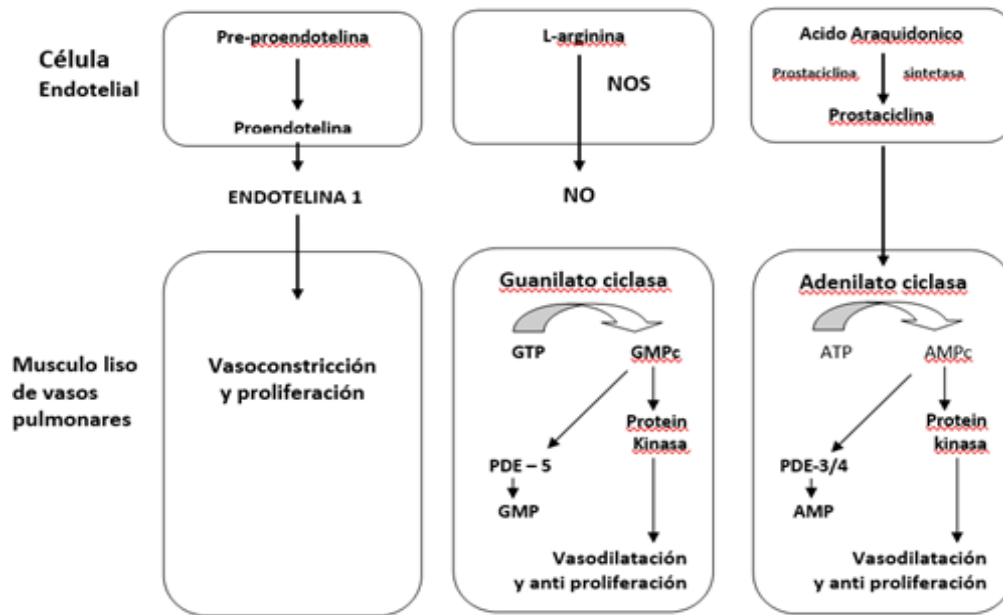 Célula
Endotelial
Pre-proendotelina
Proendotelina
ENDOTELINA 1
L-arginina
NOS
NO
Acido Araquidonico
Prostaciclina sintetasa
Prostaciclina
Musculo liso
de vasos
pulmonares
Vasoconstricción
y proliferación
Guanilato ciclasa
GTP GMPc
Protein
Kinasa
PDE – 5
GMP
Vasodilatación
y anti proliferación
Adenilato ciclasa
ATP AMPc
Protein
kinasa
PDE-3/4
AMP
Vasodilatación
y anti proliferación